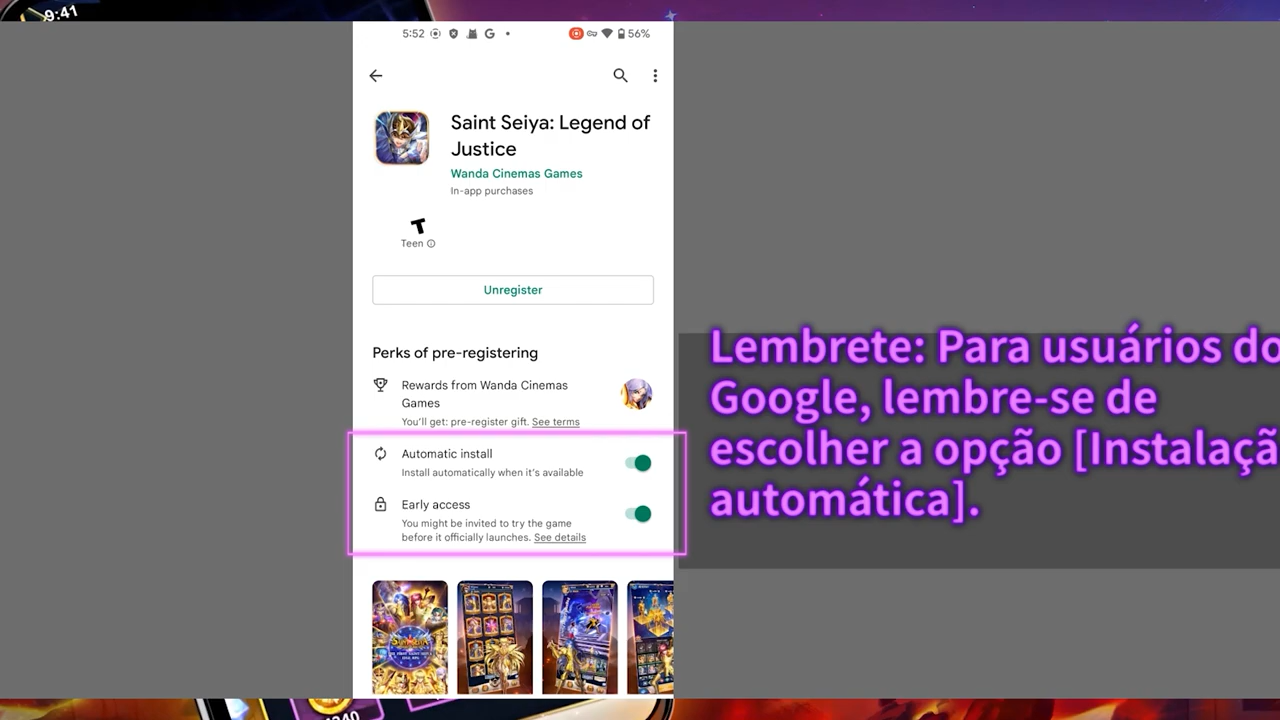 9:41
5:52
G
56%
Saint Seiya: Legend of
Justice
Wanda Cinemas Games
In-app purchases
T
Teen
Unregister
Perks of pre-registering
Rewards from Wanda Cinemas
Games
You'll get: pre-register gift. See terms
Automatic install
Install automatically when it's available
Early access
You might be invited to try the game
before it officially launches. See details
Lembrete: Para usuários do
Google, lembre-se de
escolher a opção [Instalaçã
automática].